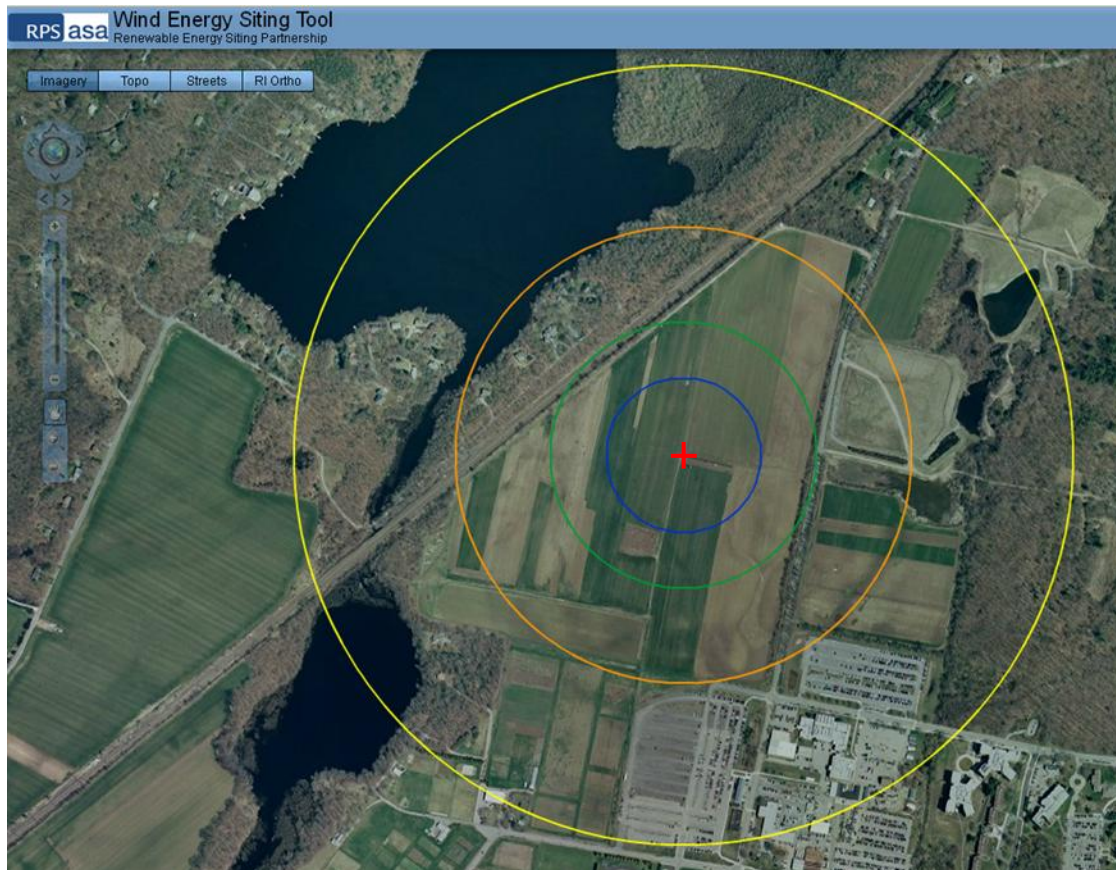 RPS asa
Wind Energy Siting Tool
Renewable Energy Siting Partnership
Imagery
Topo
Streets
RI Ortho